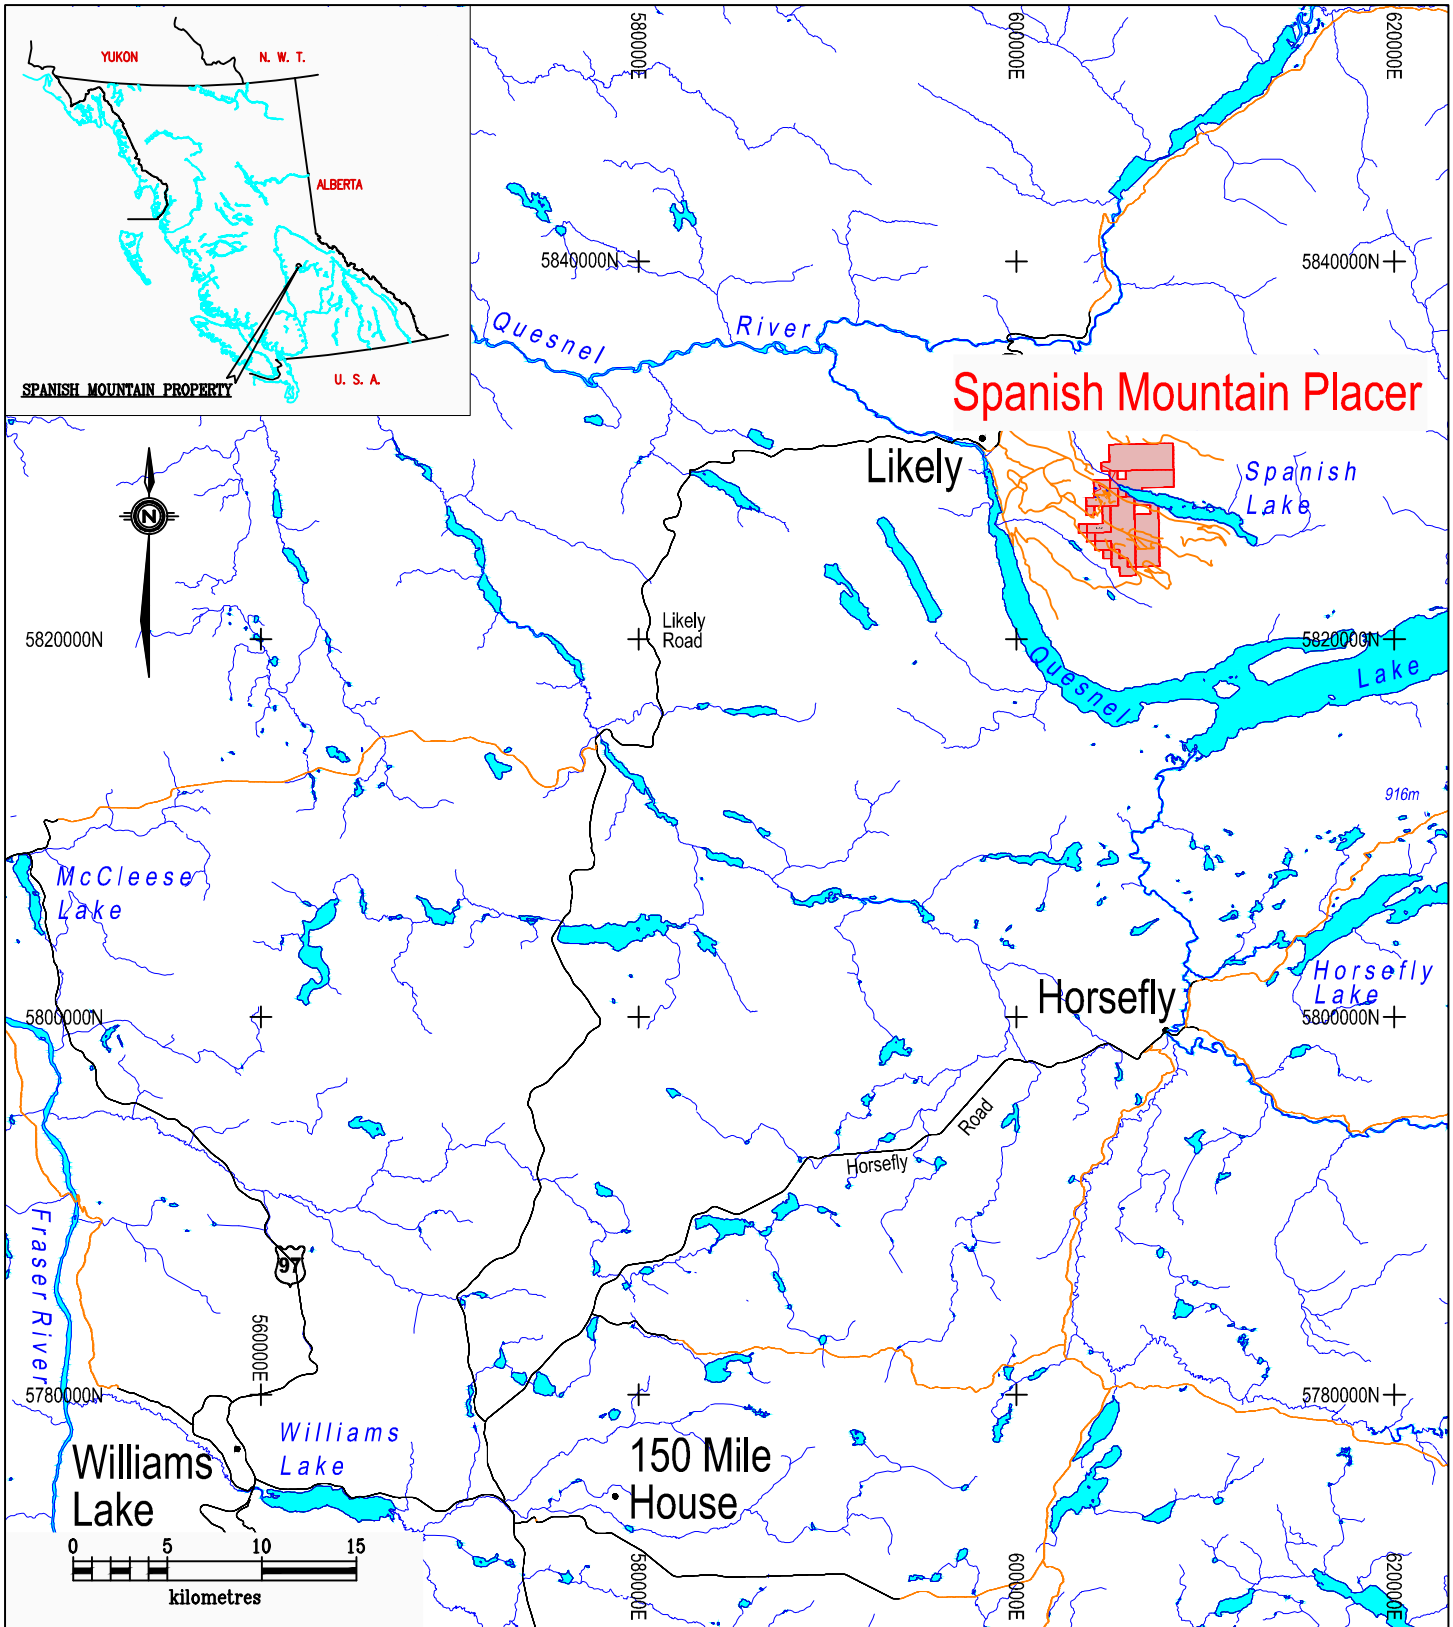 YUKON
N. W. T.
ALBERTA
U. S. A.
SPANISH MOUNTAIN PROPERTY
580000E
600000E
620000E
5840000N
5840000N
Quesnel
River
Spanish Mountain Placer
Likely
Spanish
Lake
N
Likely
Road
5820000N
5820000N
Quesnel
Lake
916m
McCleese
Lake
Horsefly
Lake
Horsefly
5800000N
5800000N
Road
Horsefly
Fraser River
97
560000E
5780000N
5780000N
Williams
Lake
Williams
Lake
150 Mile
House
0 5 10 15
kilometres
580000E
600000E
620000E